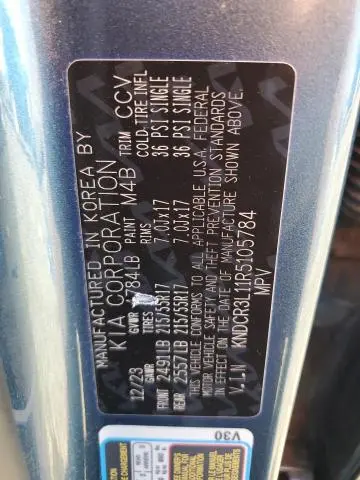 MANUFACTURED IN KOREA BY
KIA CORPORATION
12/23 GVWR 4784LB PAINT M4B TRIM CCV
GAWR TIRES RIMS COLD TIRE INFL
FRONT 2491LB 215/55R17 7.0JX17 36 PSI SINGLE
REAR 2557LB 215/55R17 7.0JX17 36 PSI SINGLE
THIS VEHICLE CONFORMS TO ALL APPLICABLE U.S.A. FEDERAL
MOTOR VEHICLE SAFETY AND THEFT PREVENTION STANDARDS
IN EFFECT ON THE DATE OF MANUFACTURE SHOWN ABOVE.
V.I.N KNDCR3L11R5105784
MPV
V30